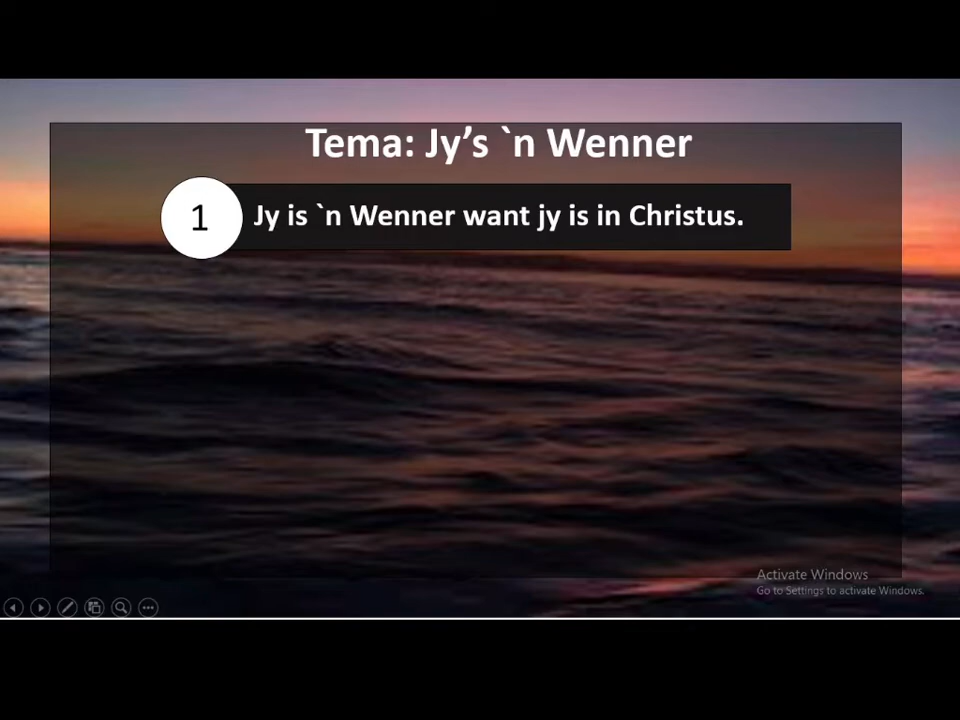 Tema: Jy’s `n Wenner
1 Jy is `n Wenner want jy is in Christus.
Activate Windows
Go to Settings to activate Windows.